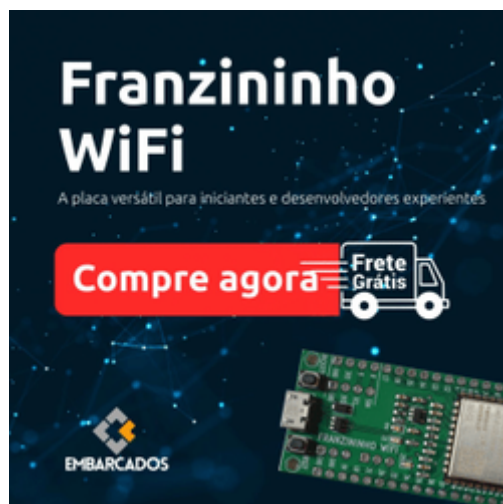 Franzininho
WiFi
A placa versátil para iniciantes e desenvolvedores experientes
Compre agora
Frete
Grátis
FRANZININHO WiFi
EMBARCADOS